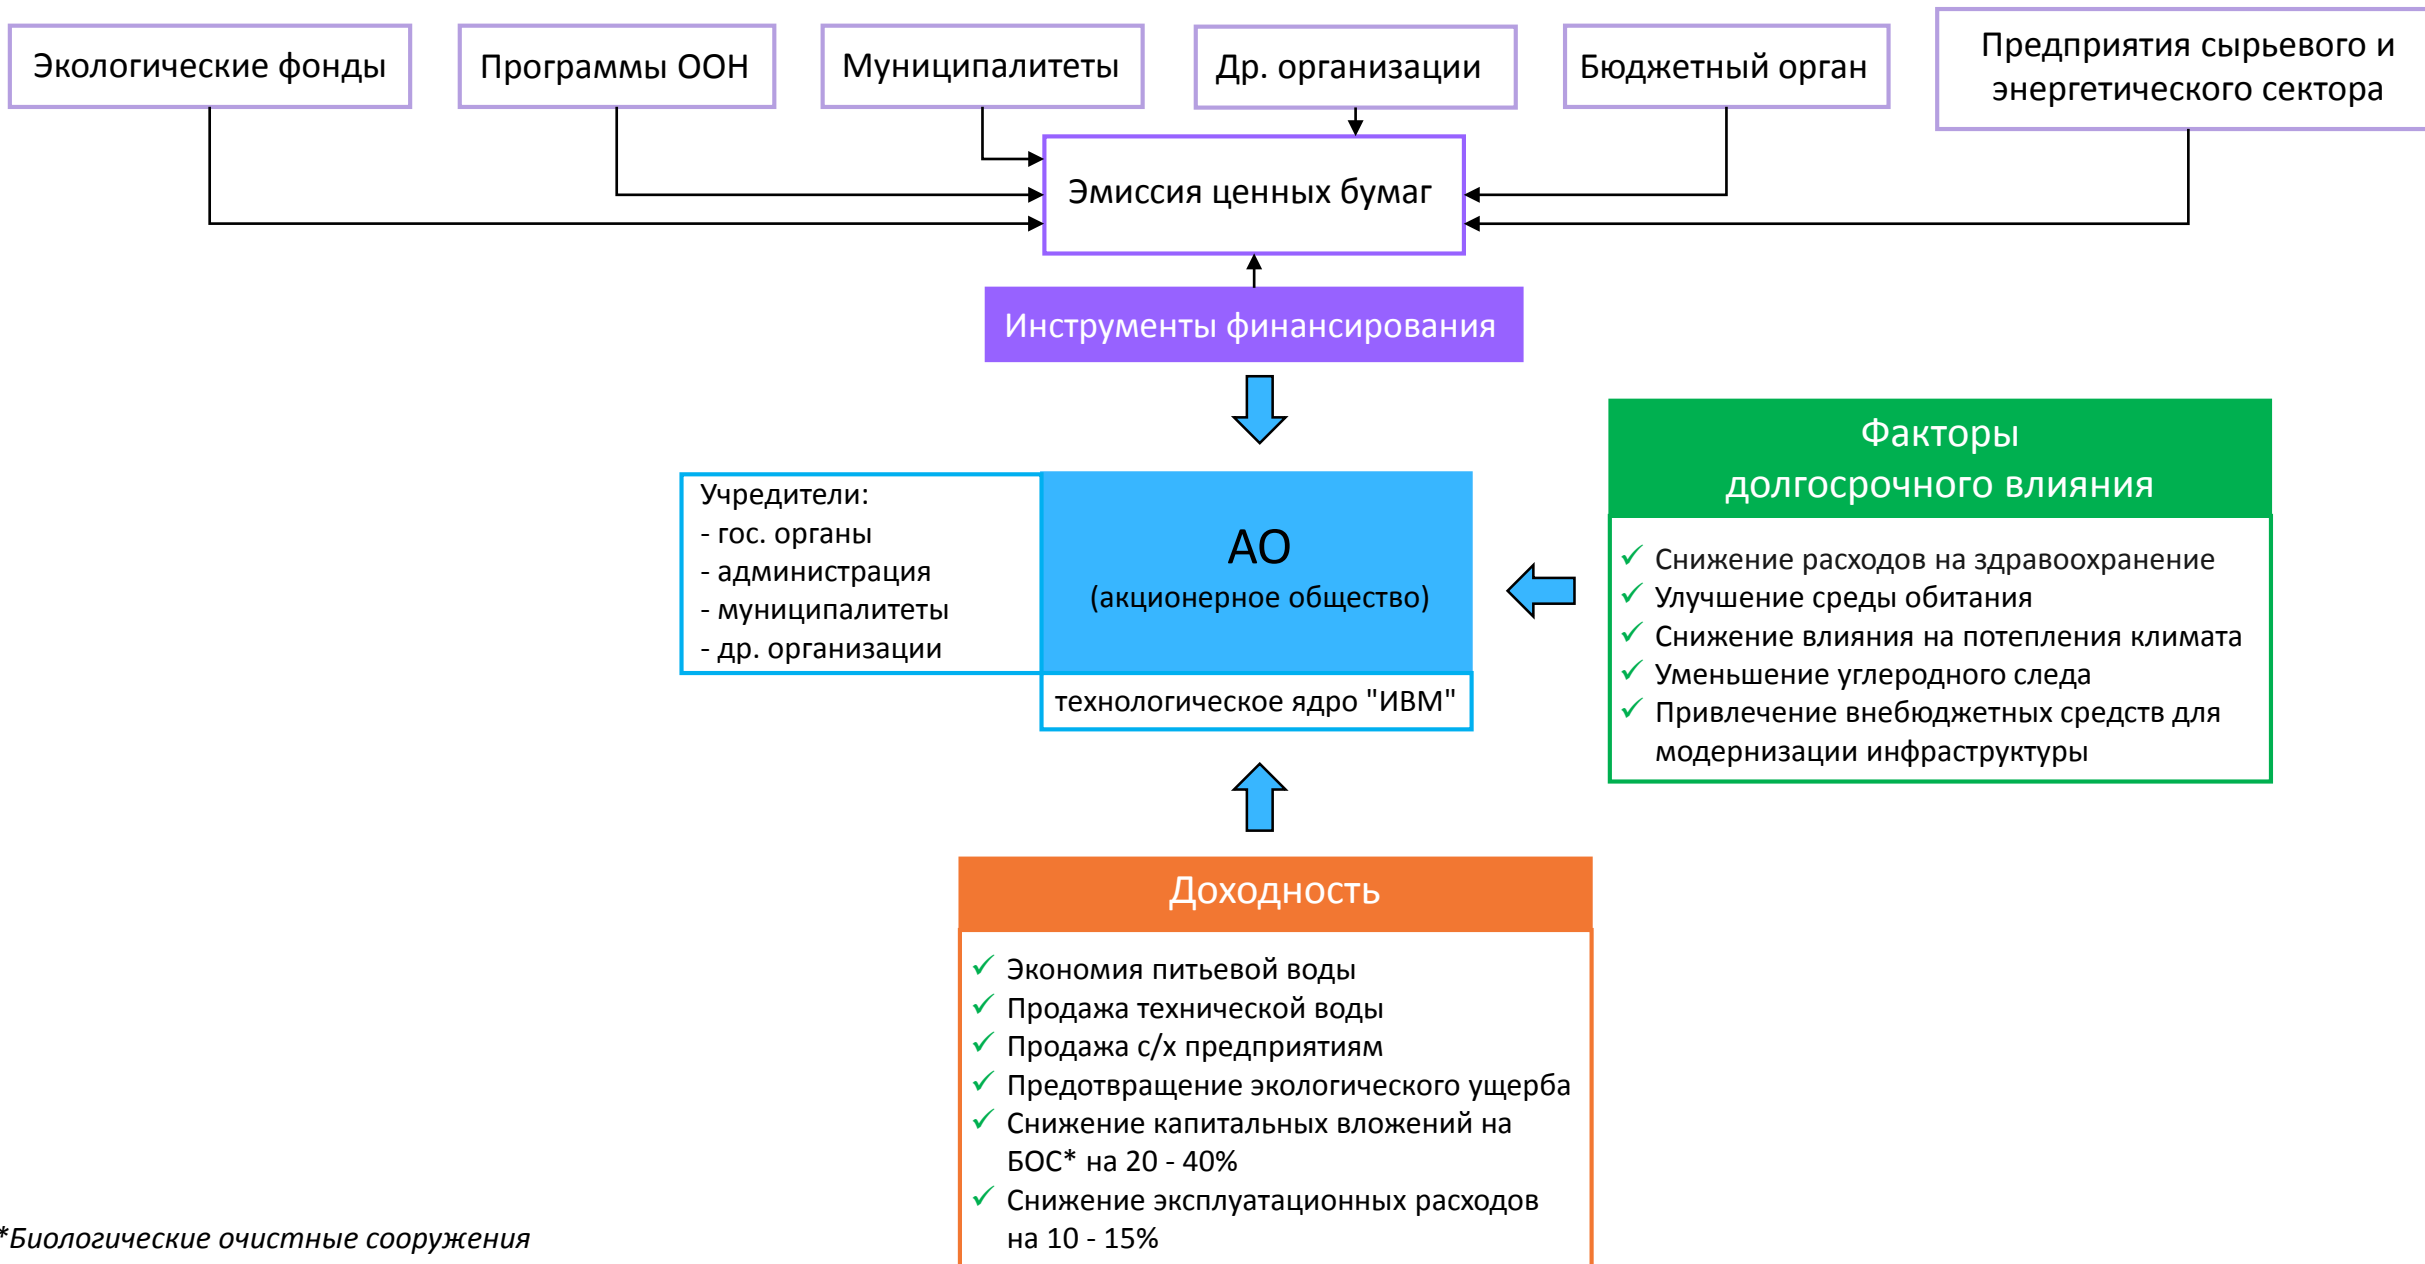 Экологические фонды
Программы ООН
Муниципалитеты
Др. организации
Бюджетный орган
Предприятия сырьевого и
энергетического сектора
Эмиссия ценных бумаг
Инструменты финансирования
Учредители:
- гос. органы
- администрация
- муниципалитеты
- др. организации
АО
(акционерное общество)
технологическое ядро "ИВМ"
Факторы
долгосрочного влияния
✓ Снижение расходов на здравоохранение
✓ Улучшение среды обитания
✓ Снижение влияния на потепления климата
✓ Уменьшение углеродного следа
✓ Привлечение внебюджетных средств для
модернизации инфраструктуры
Доходность
✓ Экономия питьевой воды
✓ Продажа технической воды
✓ Продажа с/х предприятиям
✓ Предотвращение экологического ущерба
✓ Снижение капитальных вложений на
БОС* на 20 - 40%
✓ Снижение эксплуатационных расходов
на 10 - 15%
*Биологические очистные сооружения